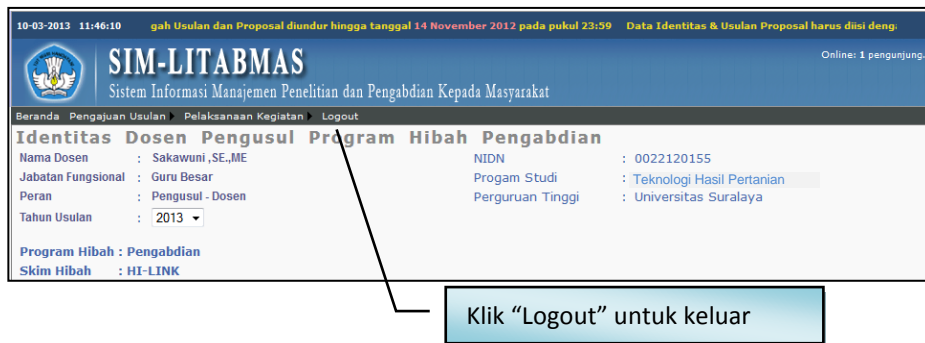 10-03-2013 11:46:10 gah Usulan dan Proposal diundur hingga tanggal 14 November 2012 pada pukul 23:59 Data Identitas & Usulan Proposal harus diisi deng
SIM-LITABMAS
Online: 1 pengunjung.
Sistem Informasi Manajemen Penelitian dan Pengabdian Kepada Masyarakat
Beranda Pengajuan Usulan Pelaksanaan Kegiatan Logout
Identitas Dosen Pengusul Program Hibah Pengabdian
Nama Dosen : Sakawuni ,SE.,ME NIDN : 0022120155
Jabatan Fungsional : Guru Besar Progam Studi : Teknologi Hasil Pertanian
Peran : Pengusul - Dosen Perguruan Tinggi : Universitas Suralaya
Tahun Usulan : 2013
Program Hibah : Pengabdian
Skim Hibah : HI-LINK
Klik “Logout” untuk keluar